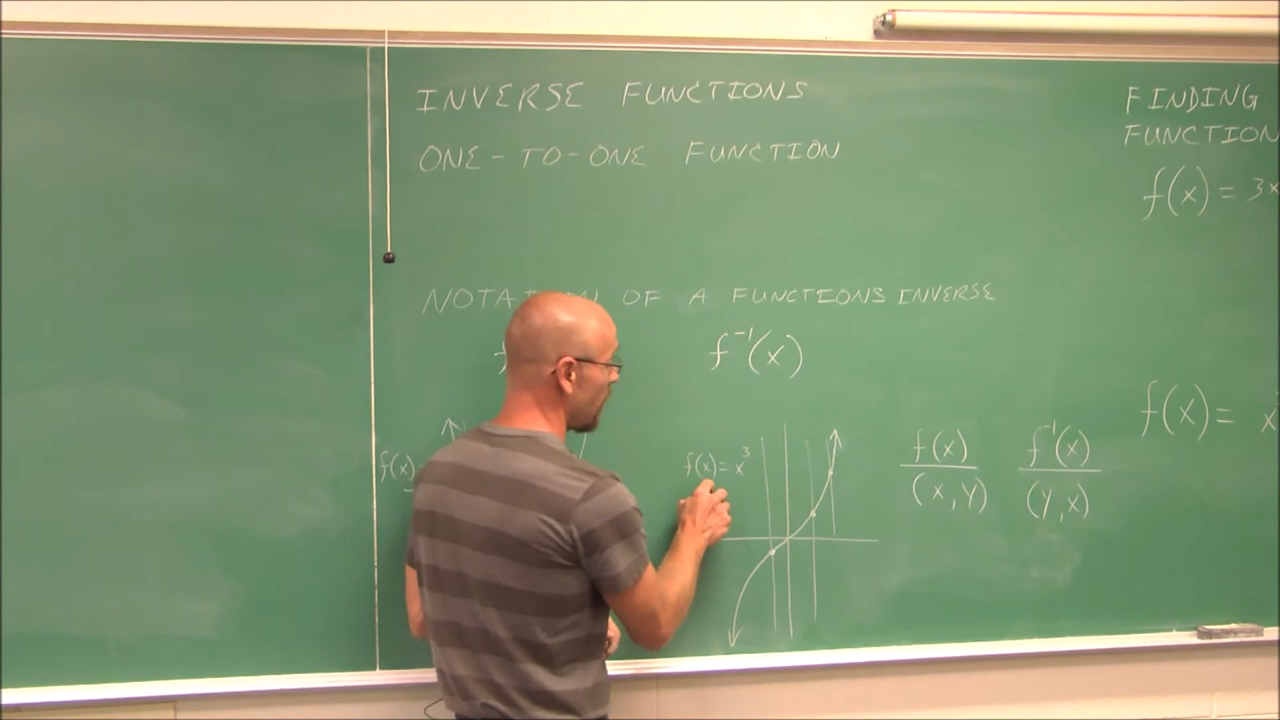 INVERSE FUNCTIONS
ONE-TO-ONE FUNCTION
NOTATION OF A FUNCTIONS INVERSE
f⁻¹(x)
f(x)
f(x) = x³
f(x)
(x, y)
f⁻¹(x)
(y, x)
FINDING
FUNCTION
f(x) = 3x
f(x) = x